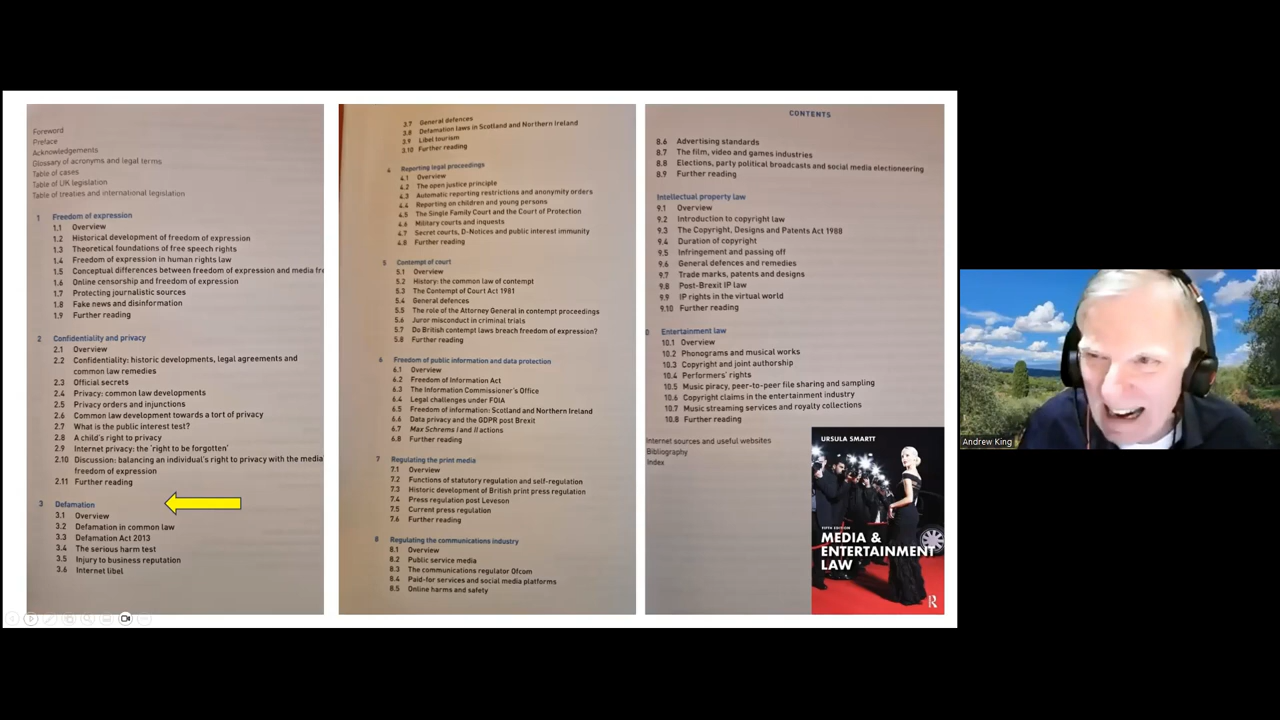 Foreword
Preface
Acknowledgements
Glossary of acronyms and legal terms
Table of cases
Table of UK legislation
Table of treaties and international legislation
1 Freedom of expression
1.1 Overview
1.2 Historical development of freedom of expression
1.3 Theoretical foundations of free speech rights
1.4 Freedom of expression in human rights law
1.5 Conceptual differences between freedom of expression and media fre
1.6 Online censorship and freedom of expression
1.7 Protecting journalistic sources
1.8 Fake news and disinformation
1.9 Further reading
2 Confidentiality and privacy
2.1 Overview
2.2 Confidentiality: historic developments, legal agreements and
common law remedies
2.3 Official secrets
2.4 Privacy: common law developments
2.5 Privacy orders and injunctions
2.6 Common law development towards a tort of privacy
2.7 What is the public interest test?
2.8 A child's right to privacy
2.9 Internet privacy: the 'right to be forgotten'
2.10 Discussion: balancing an individual's right to privacy with the media
freedom of expression
2.11 Further reading
3 Defamation
3.1 Overview
3.2 Defamation in common law
3.3 Defamation Act 2013
3.4 The serious harm test
3.5 Injury to business reputation
3.6 Internet libel
3.7 General defences
3.8 Defamation laws in Scotland and Northern Ireland
3.9 Libel tourism
3.10 Further reading
4 Reporting legal proceedings
4.1 Overview
4.2 The open justice principle
4.3 Automatic reporting restrictions and anonymity orders
4.4 Reporting on children and young persons
4.5 The Single Family Court and the Court of Protection
4.6 Military courts and inquests
4.7 Secret courts, D-Notices and public interest immunity
4.8 Further reading
5 Contempt of court
5.1 Overview
5.2 History: the common law of contempt
5.3 The Contempt of Court Act 1981
5.4 General defences
5.5 The role of the Attorney General in contempt proceedings
5.6 Juror misconduct in criminal trials
5.7 Do British contempt laws breach freedom of expression?
5.8 Further reading
6 Freedom of public information and data protection
6.1 Overview
6.2 Freedom of Information Act
6.3 The Information Commissioner's Office
6.4 Legal challenges under FOIA
6.5 Freedom of information: Scotland and Northern Ireland
6.6 Data privacy and the GDPR post Brexit
6.7 Max Schrems I and II actions
6.8 Further reading
7 Regulating the print media
7.1 Overview
7.2 Functions of statutory regulation and self-regulation
7.3 Historic development of British print press regulation
7.4 Press regulation post Leveson
7.5 Current press regulation
7.6 Further reading
8 Regulating the communications industry
8.1 Overview
8.2 Public service media
8.3 The communications regulator Ofcom
8.4 Paid-for services and social media platforms
8.5 Online harms and safety
CONTENTS
8.6 Advertising standards
8.7 The film, video and games industries
8.8 Elections, party political broadcasts and social media electioneering
8.9 Further reading
Intellectual property law
9.1 Overview
9.2 Introduction to copyright law
9.3 The Copyright, Designs and Patents Act 1988
9.4 Duration of copyright
9.5 Infringement and passing off
9.6 General defences and remedies
9.7 Trade marks, patents and designs
9.8 Post-Brexit IP law
9.9 IP rights in the virtual world
9.10 Further reading
0 Entertainment law
10.1 Overview
10.2 Phonograms and musical works
10.3 Copyright and joint authorship
10.4 Performers' rights
10.5 Music piracy, peer-to-peer file sharing and sampling
10.6 Copyright claims in the entertainment industry
10.7 Music streaming services and royalty collections
10.8 Further reading
Internet sources and useful websites
Bibliography
Index
URSULA SMARTT
FIFTH EDITION
MEDIA &
ENTERTAINMENT
LAW
R
Andrew King